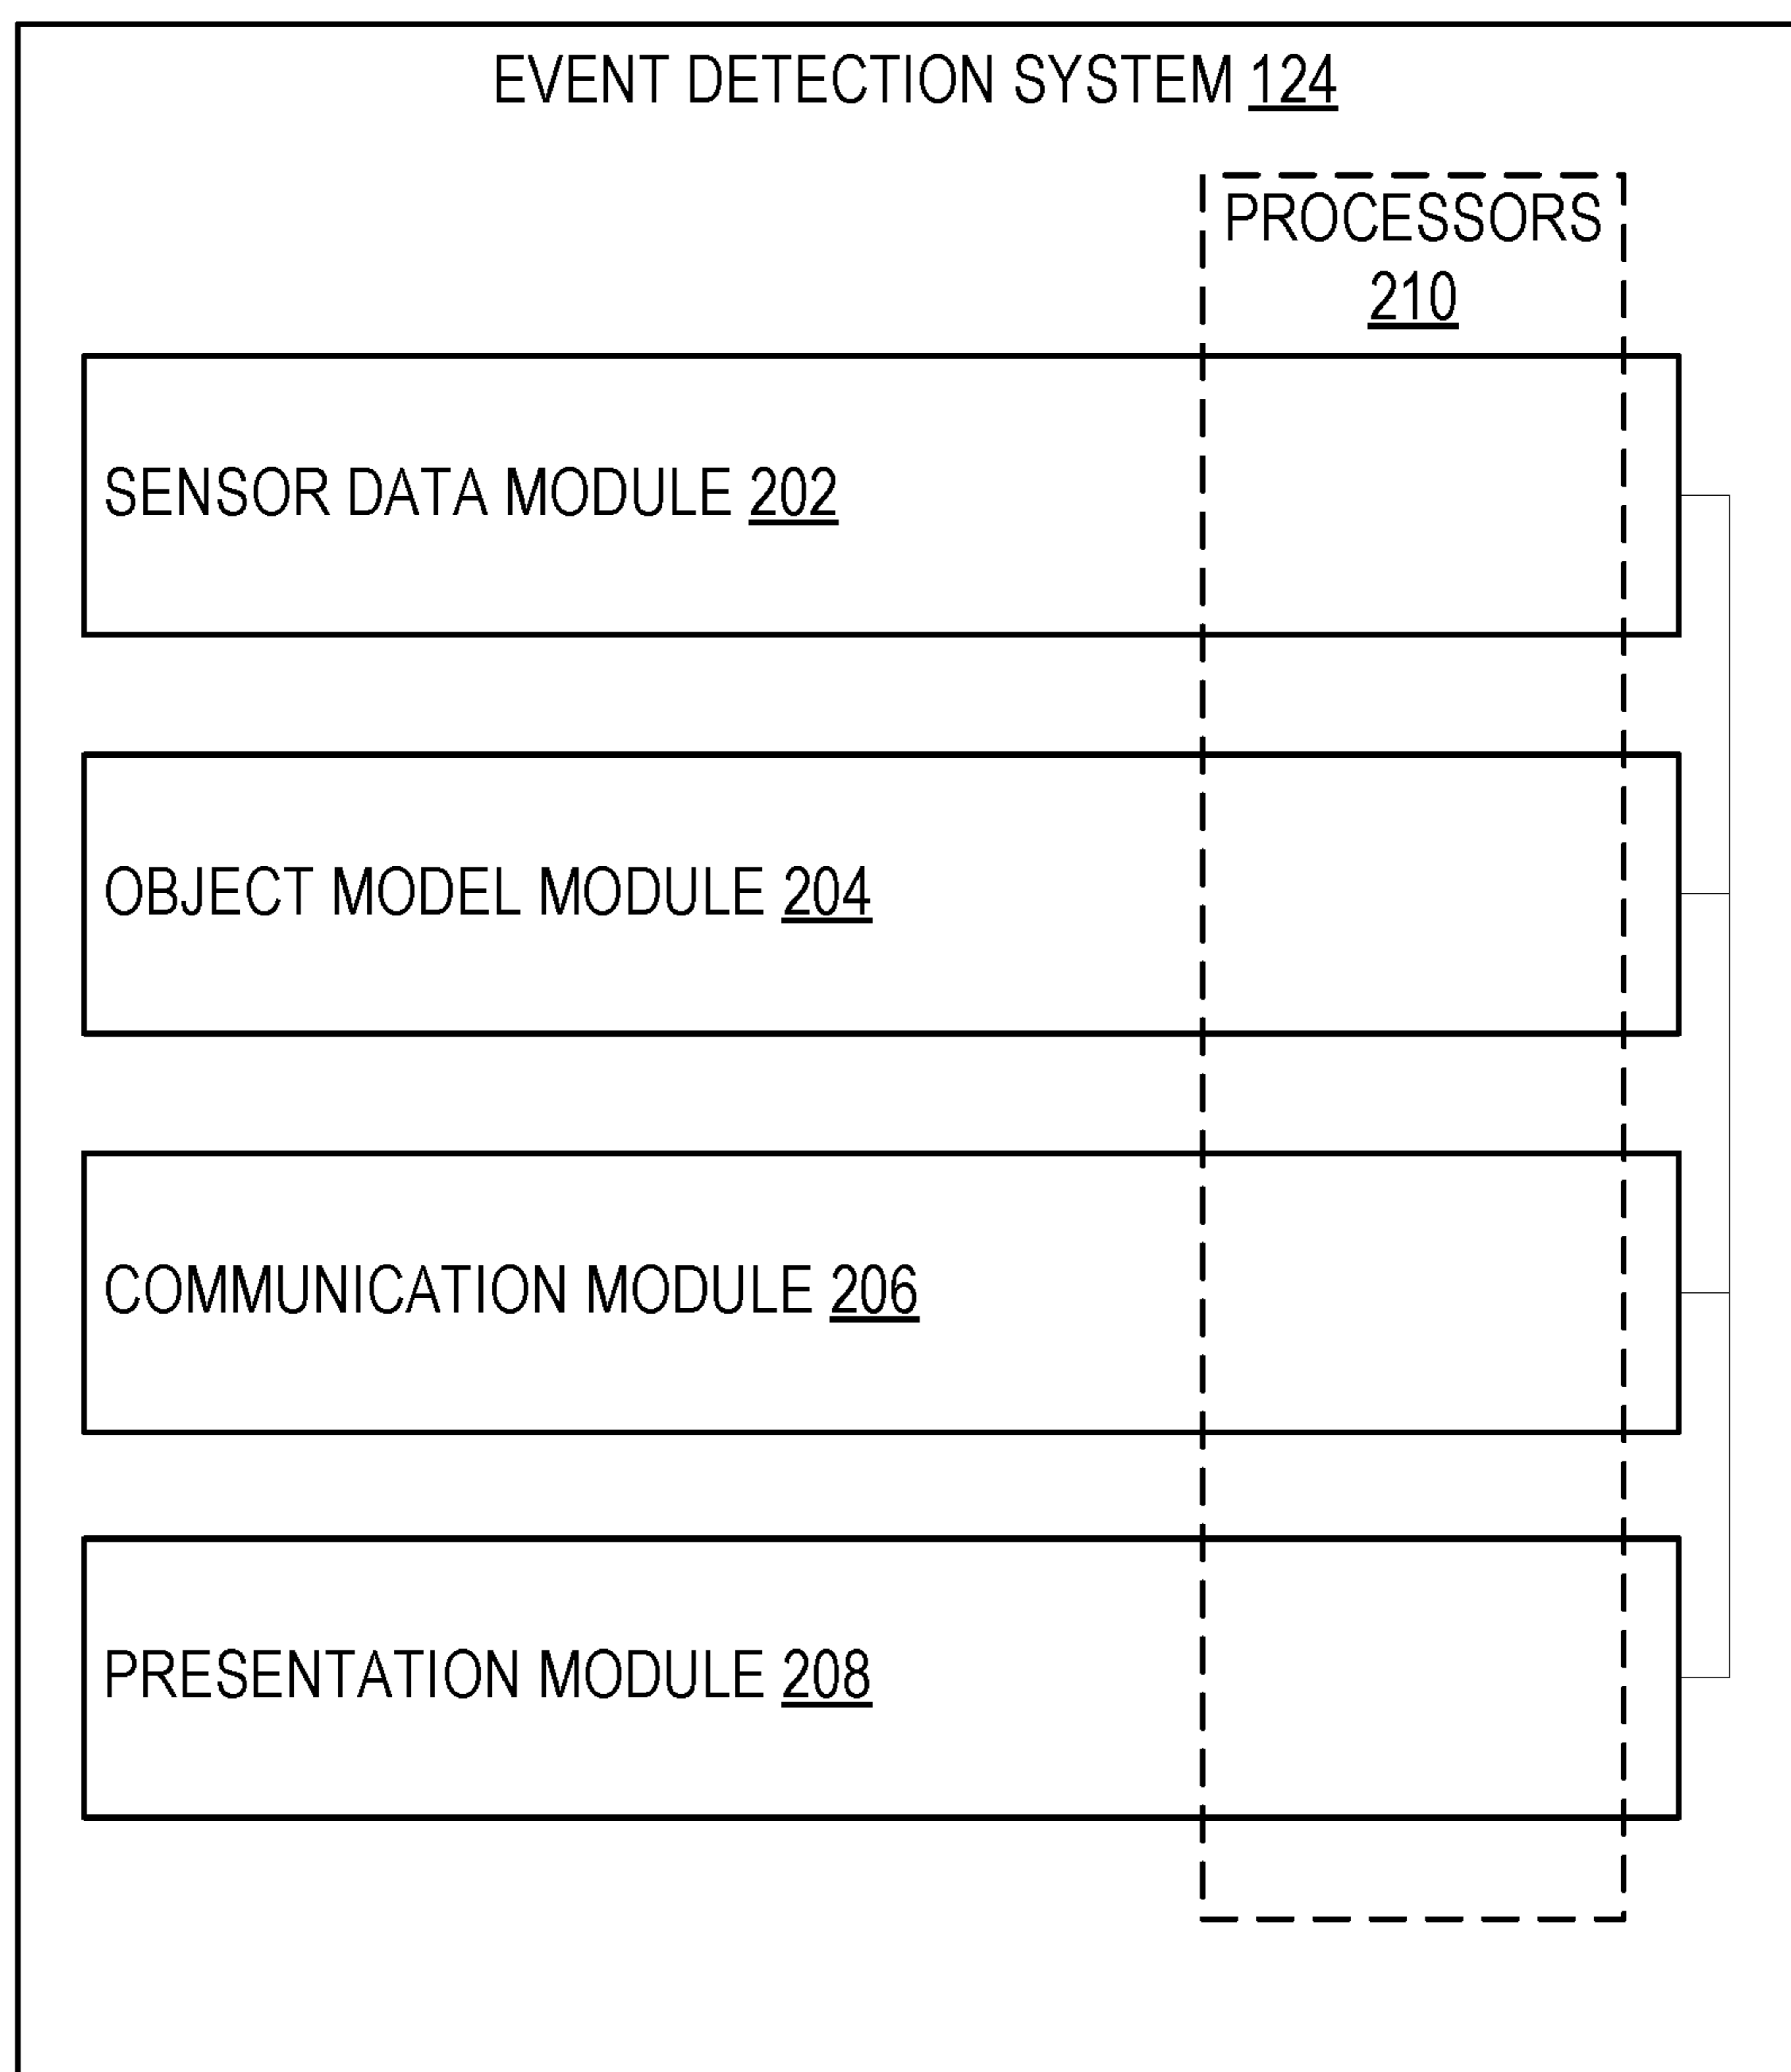 EVENT DETECTION SYSTEM 124
PROCESSORS
210
SENSOR DATA MODULE 202
OBJECT MODEL MODULE 204
COMMUNICATION MODULE 206
PRESENTATION MODULE 208